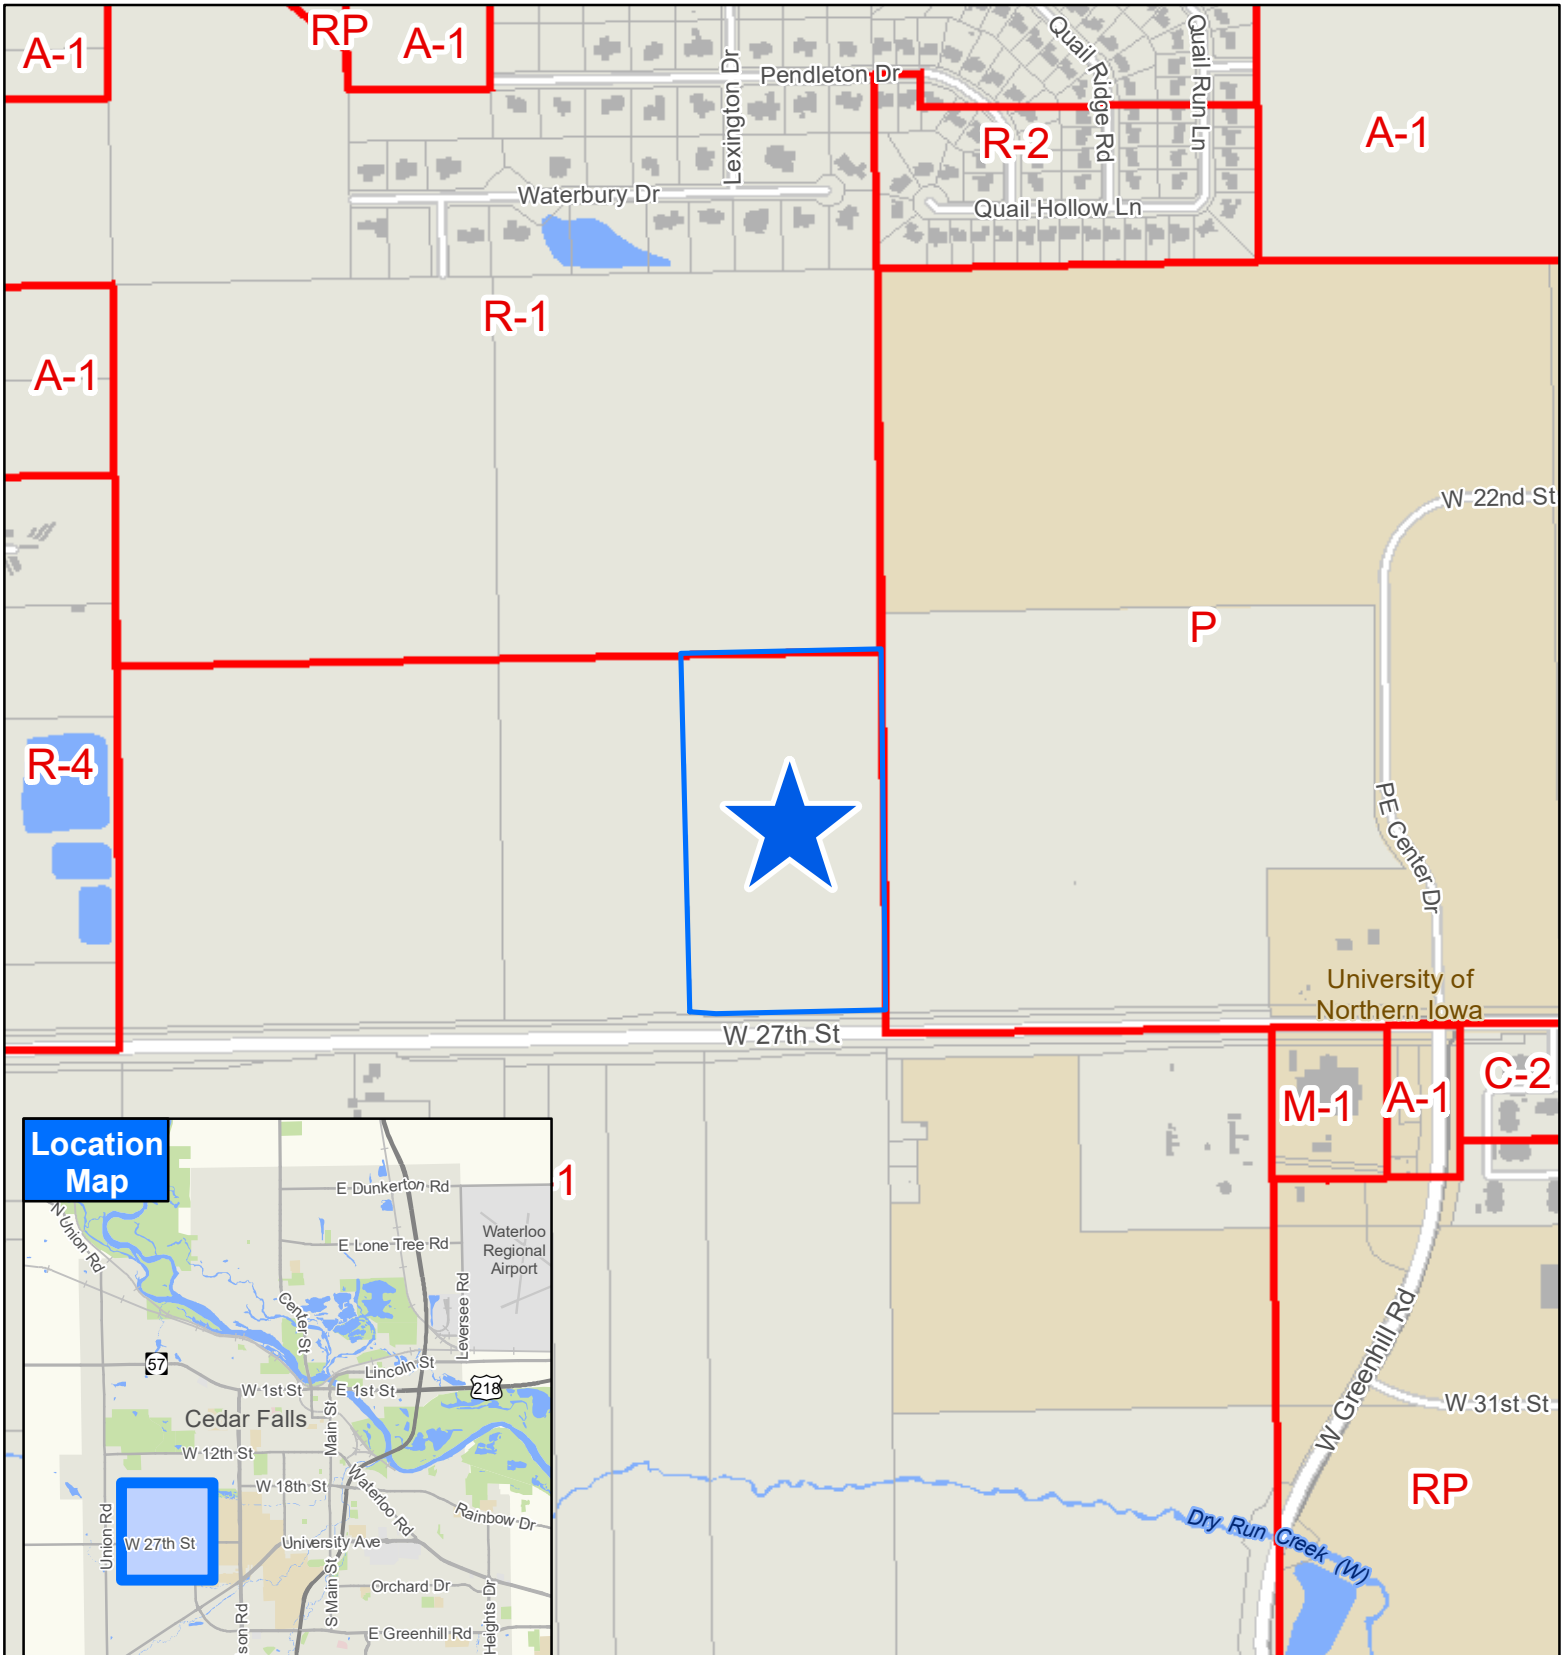 A-1
RP
A-1
Lexington Dr
Pendleton Dr
Quail Ridge Rd
Quail Run Ln
R-2
A-1
Waterbury Dr
Quail Hollow Ln
R-1
A-1
W 22nd St
P
R-4
PE Center Dr
University of
Northern Iowa
W 27th St
M-1
A-1
C-2
-1
W Greenhill Rd
W 31st St
RP
Dry Run Creek (W)
Location
Map
N Union Rd
E Dunkerton Rd
E Lone Tree Rd
Waterloo
Regional
Airport
Leversee Rd
Center St
57
Lincoln St
W 1st St
E 1st St
218
Cedar Falls
Main St
W 12th St
W 18th St
Waterloo Rd
Rainbow Dr
Union Rd
W 27th St
University Ave
S Main St
Orchard Dr
son Rd
E Greenhill Rd
Heights Dr